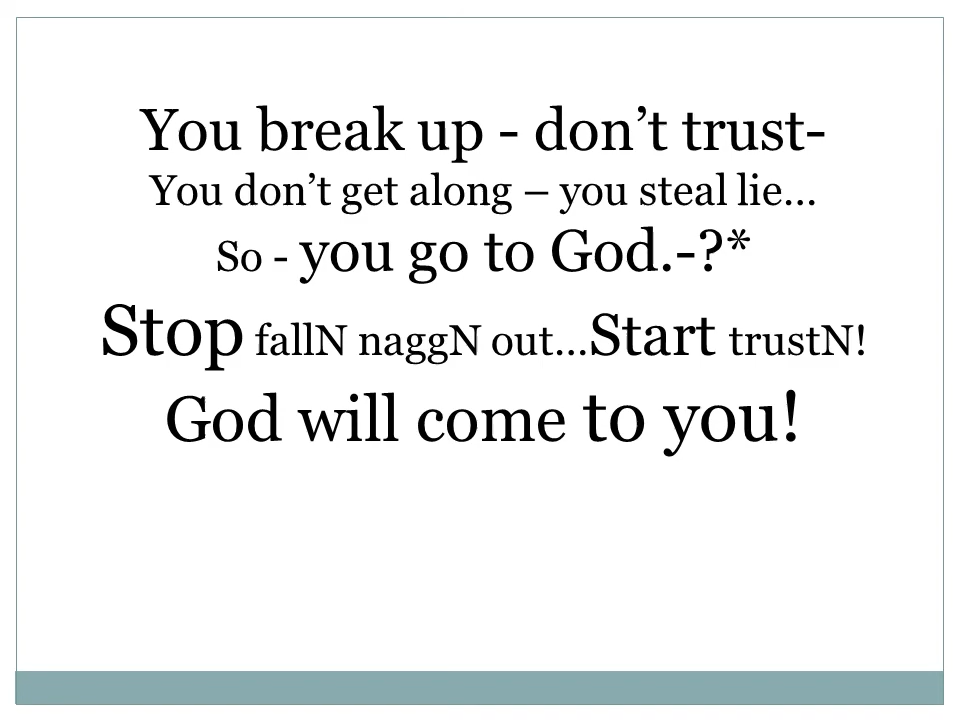 You break up - don’t trust-
You don’t get along – you steal lie…
So - you go to God.-?*
Stop fallN naggN out…Start trustN!
God will come to you!